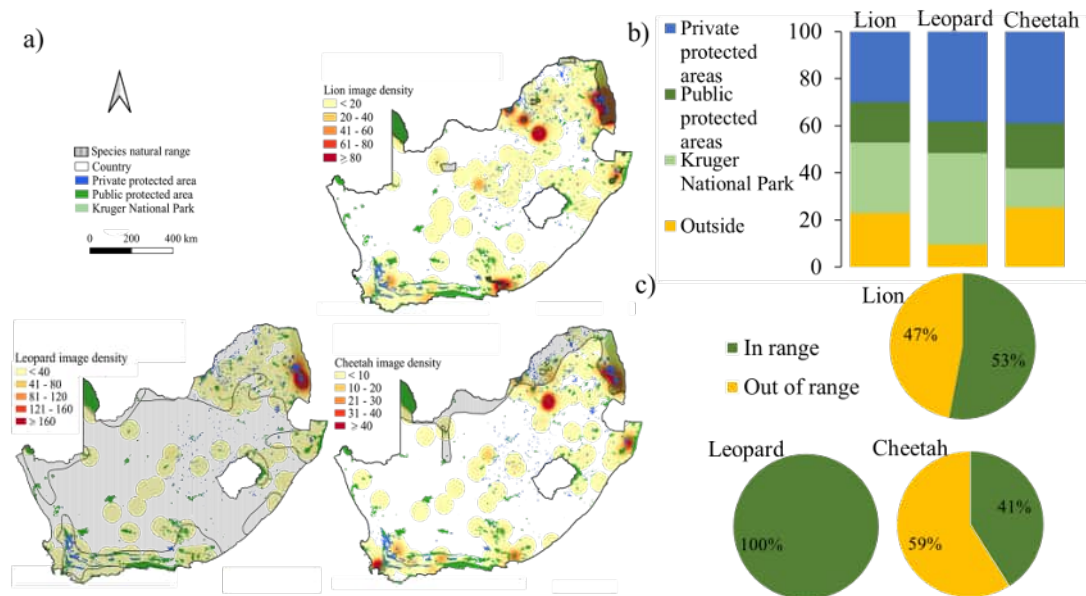 a)
Species natural range
Country
Private protected area
Public protected area
Kruger National Park
0 200 400 km
Lion image density
< 20
20 - 40
41 - 60
61 - 80
≥ 80
Leopard image density
< 40
41 - 80
81 - 120
121 - 160
≥ 160
Cheetah image density
< 10
10 - 20
21 - 30
31 - 40
≥ 40
b)
Lion Leopard Cheetah
100
80
60
40
20
0
Private
protected
areas
Public
protected
areas
Kruger
National Park
Outside
c)
In range
Out of range
Lion
47%
53%
Leopard
100%
Cheetah
41%
59%